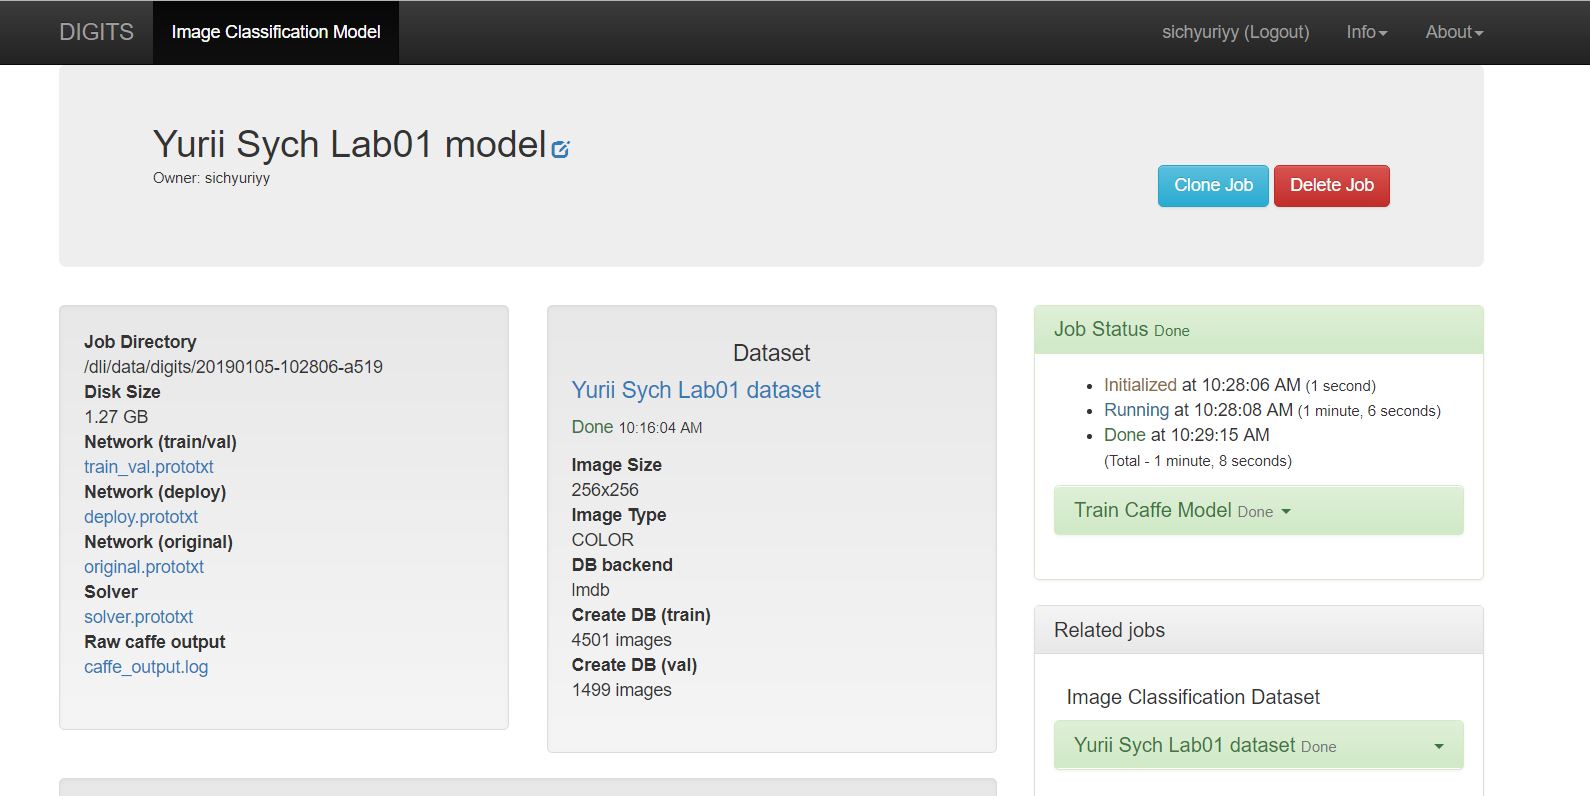 DIGITS
Image Classification Model
sichyuriyy (Logout)
Info
About
Yurii Sych Lab01 model
Owner: sichyuriyy
Clone Job
Delete Job
Job Directory
/dli/data/digits/20190105-102806-a519
Disk Size
1.27 GB
Network (train/val)
train_val.prototxt
Network (deploy)
deploy.prototxt
Network (original)
original.prototxt
Solver
solver.prototxt
Raw caffe output
caffe_output.log
Dataset
Yurii Sych Lab01 dataset
Done 10:16:04 AM
Image Size
256x256
Image Type
COLOR
DB backend
lmdb
Create DB (train)
4501 images
Create DB (val)
1499 images
Job Status Done
Initialized at 10:28:06 AM (1 second)
Running at 10:28:08 AM (1 minute, 6 seconds)
Done at 10:29:15 AM
(Total - 1 minute, 8 seconds)
Train Caffe Model Done
Related jobs
Image Classification Dataset
Yurii Sych Lab01 dataset Done